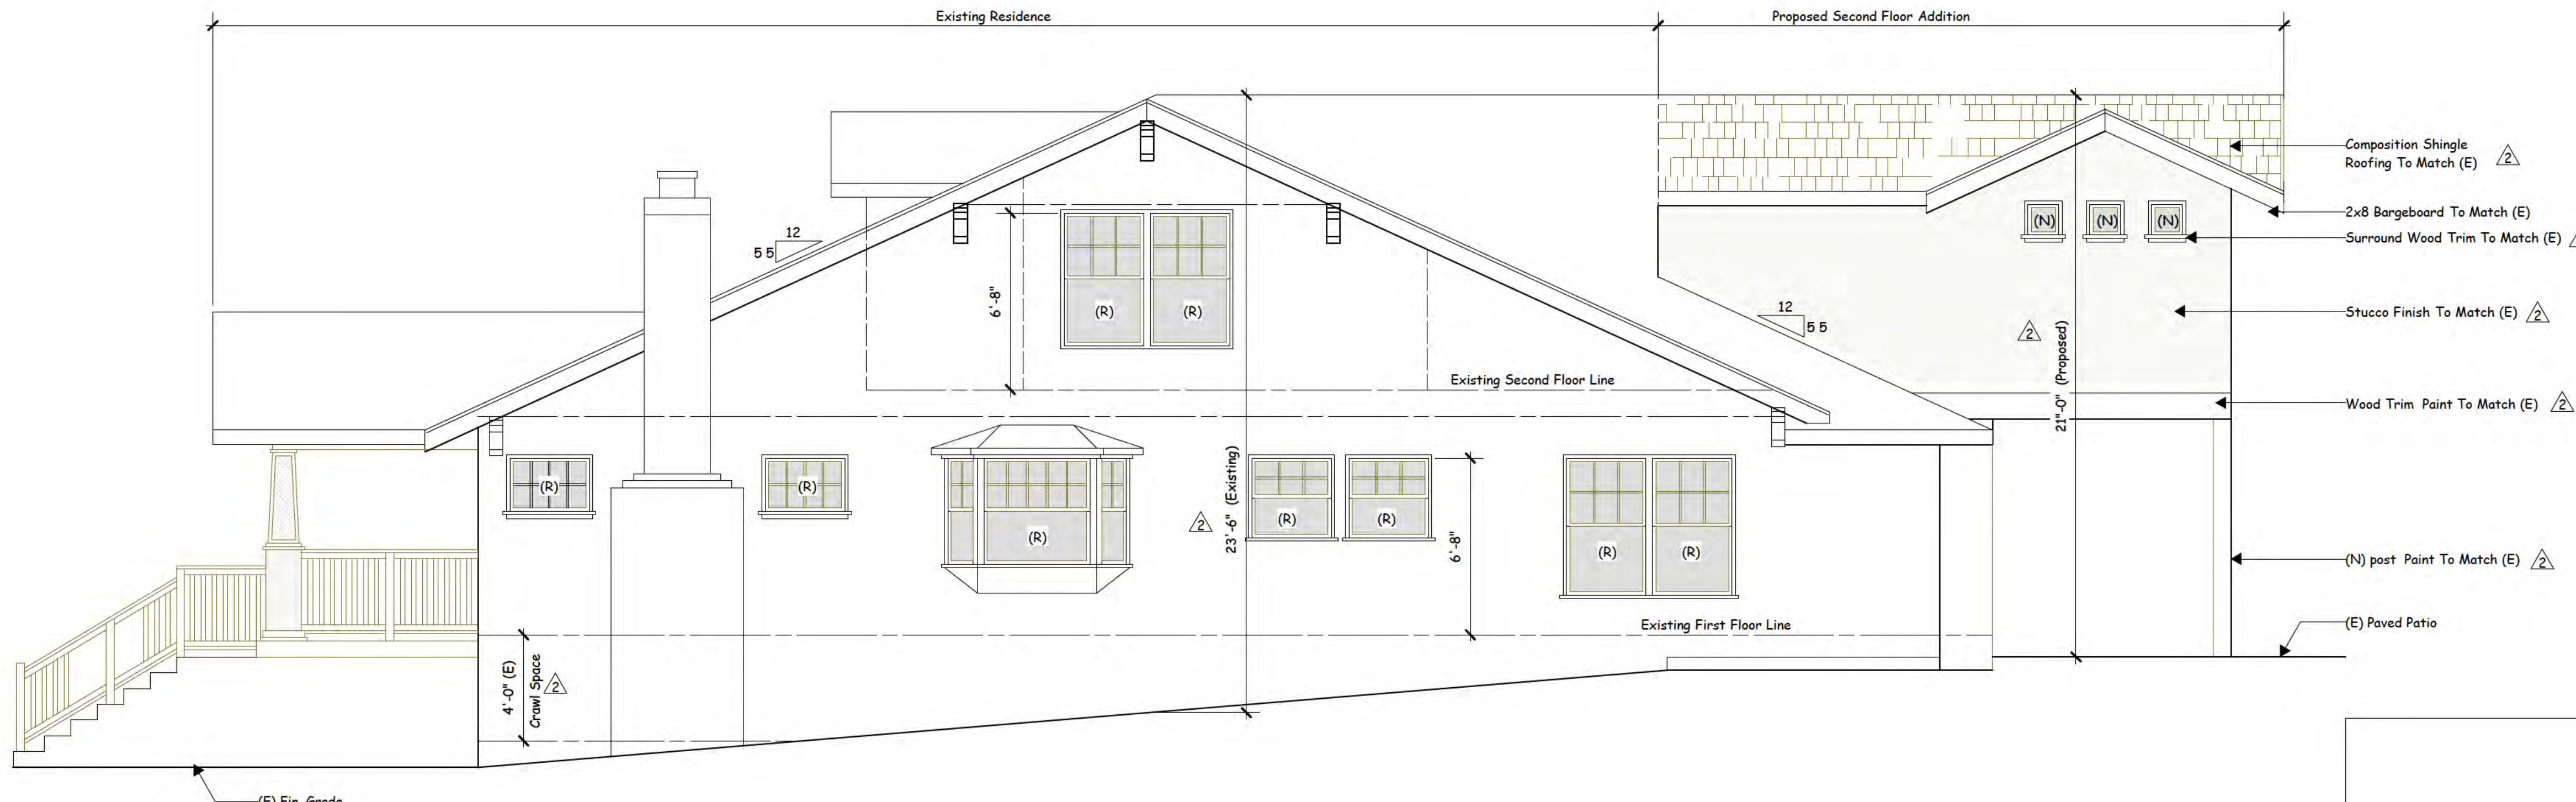 Existing Residence
Proposed Second Floor Addition
Composition Shingle
Roofing To Match (E) 2
2x8 Bargeboard To Match (E)
(N) (N) (N)
Surround Wood Trim To Match (E)
12
5 5
6'-8"
(R) (R)
12
5 5
Stucco Finish To Match (E) 2
2
21"-0" (Proposed)
Existing Second Floor Line
Wood Trim Paint To Match (E) 2
(R)
(R)
(R)
2
23'-6" (Existing)
(R)
(R)
6'-8"
(R) (R)
(N) post Paint To Match (E) 2
Existing First Floor Line
(E) Paved Patio
4'-0" (E)
Crawl Space
2
(E) Fin. Grade